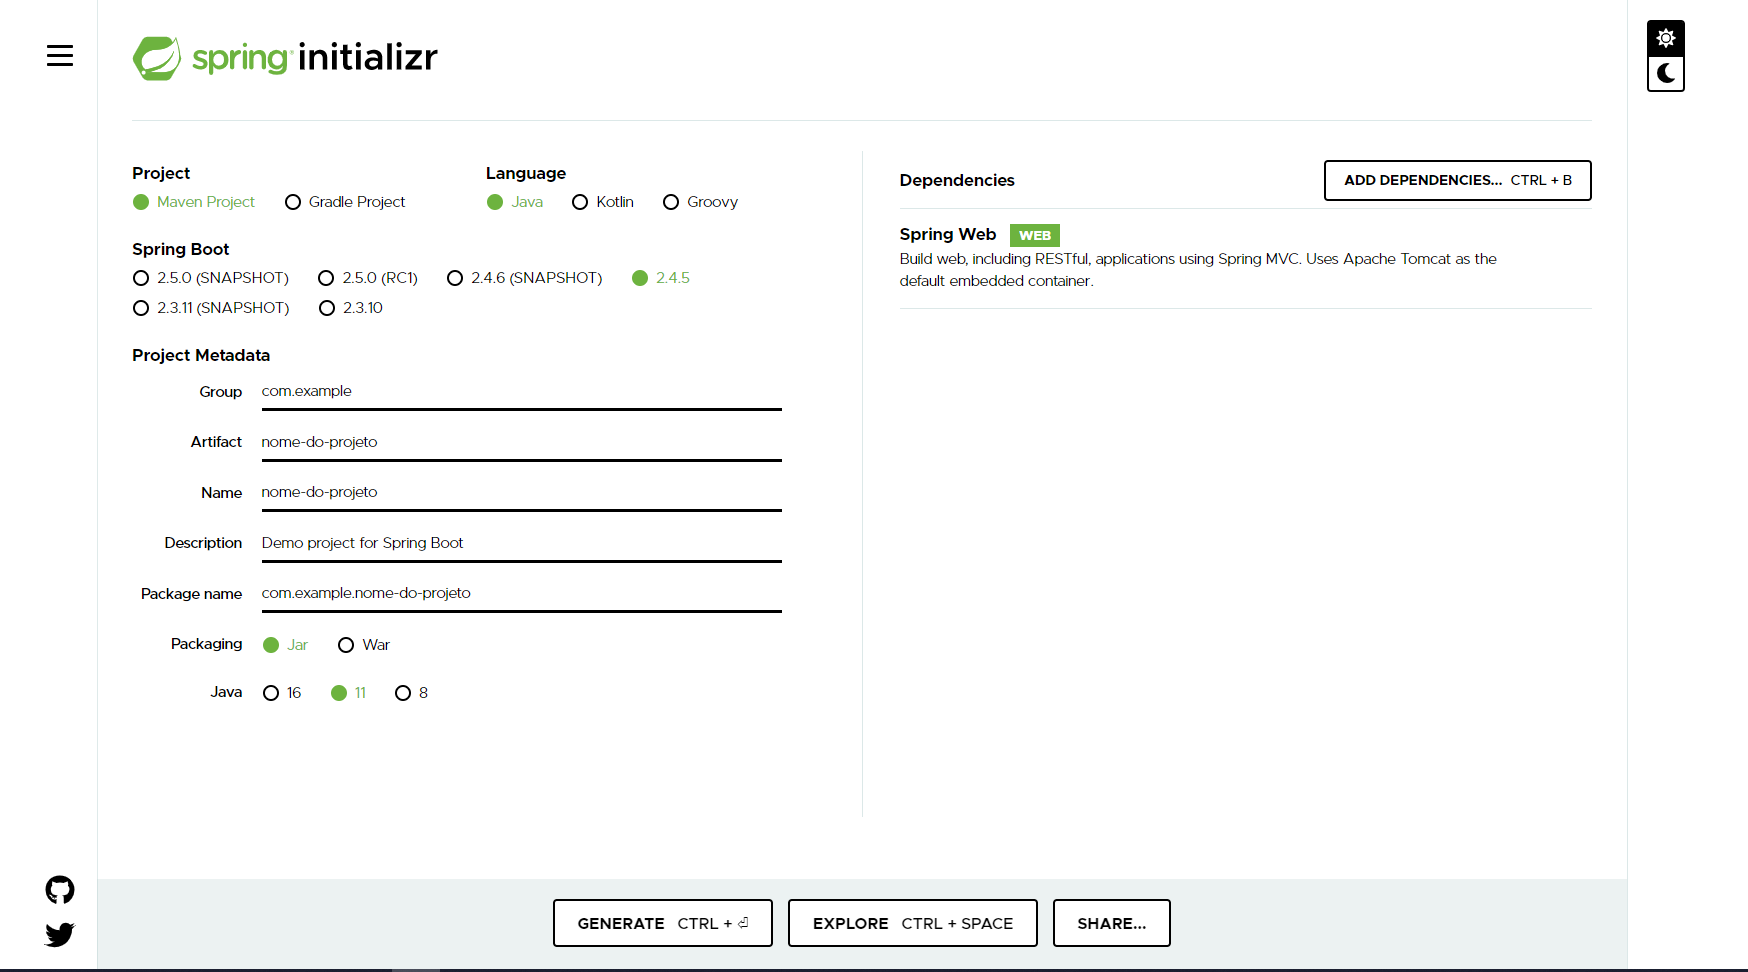 spring initializr
Project
Maven Project Gradle Project
Language
Java Kotlin Groovy
Spring Boot
2.5.0 (SNAPSHOT) 2.5.0 (RC1) 2.4.6 (SNAPSHOT) 2.4.5
2.3.11 (SNAPSHOT) 2.3.10
Project Metadata
Group com.example
Artifact nome-do-projeto
Name nome-do-projeto
Description Demo project for Spring Boot
Package name com.example.nome-do-projeto
Packaging Jar War
Java 16 11 8
Dependencies
ADD DEPENDENCIES... CTRL + B
Spring Web WEB
Build web, including RESTful, applications using Spring MVC. Uses Apache Tomcat as the
default embedded container.
GENERATE CTRL + ⏎
EXPLORE CTRL + SPACE
SHARE...